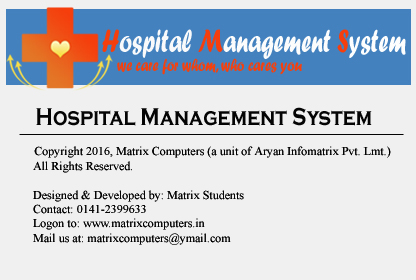 Hospital Management System
we care for whom, who cares you
HOSPITAL MANAGEMENT SYSTEM
Copyright 2016, Matrix Computers (a unit of Aryan Infomatrix Pvt. Lmt.)
All Rights Reserved.
Designed & Developed by: Matrix Students
Contact: 0141-2399633
Logon to: www.matrixcomputers.in
Mail us at: matrixcomputers@ymail.com